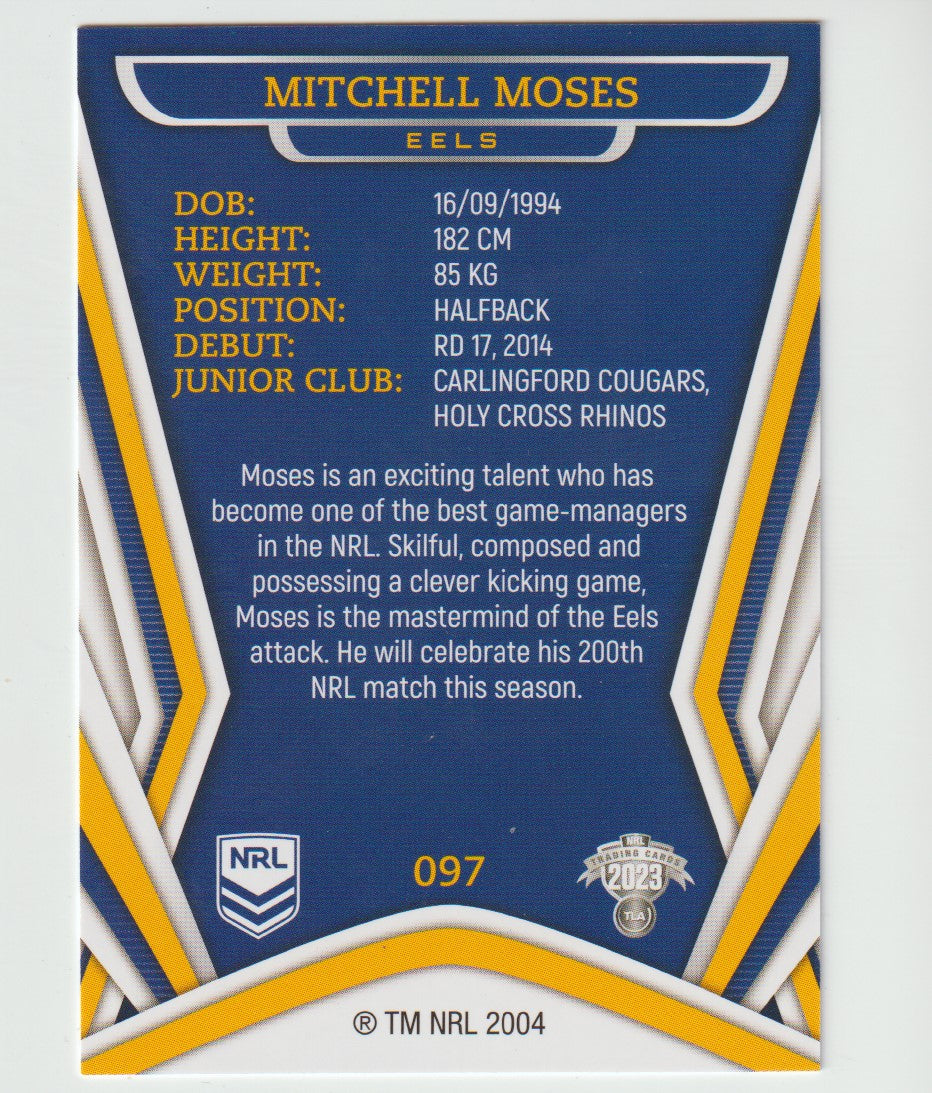 MITCHELL MOSES
EELS
DOB: 16/09/1994
HEIGHT: 182 CM
WEIGHT: 85 KG
POSITION: HALFBACK
DEBUT: RD 17, 2014
JUNIOR CLUB: CARLINGFORD COUGARS,
HOLY CROSS RHINOS
Moses is an exciting talent who has
become one of the best game-managers
in the NRL. Skilful, composed and
possessing a clever kicking game,
Moses is the mastermind of the Eels
attack. He will celebrate his 200th
NRL match this season.
NRL
097
NRL
TRADING CARDS
2023
TLA
® TM NRL 2004